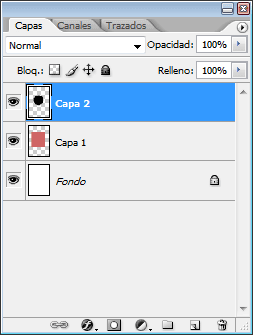 Capas Canales Trazados
Normal Opacidad: 100%
Bloq.: Relleno: 100%
Capa 2
Capa 1
Fondo